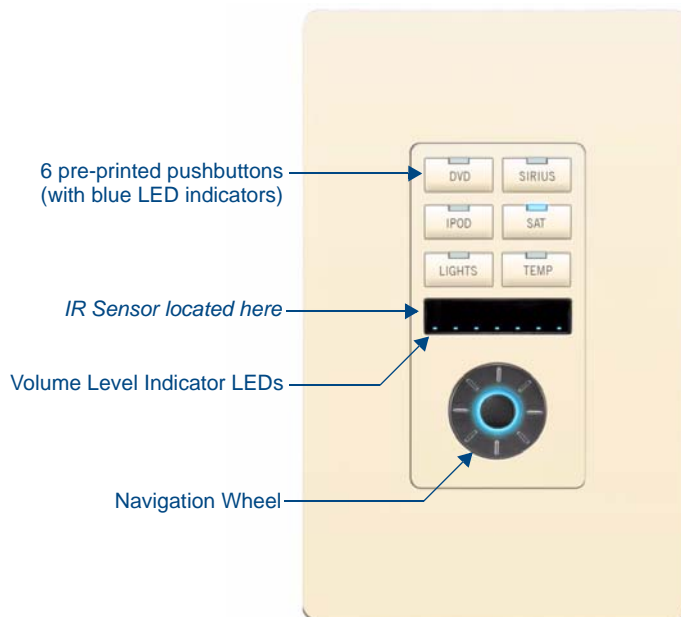 6 pre-printed pushbuttons
(with blue LED indicators)
DVD SIRIUS
IPOD SAT
LIGHTS TEMP
IR Sensor located here
Volume Level Indicator LEDs
Navigation Wheel